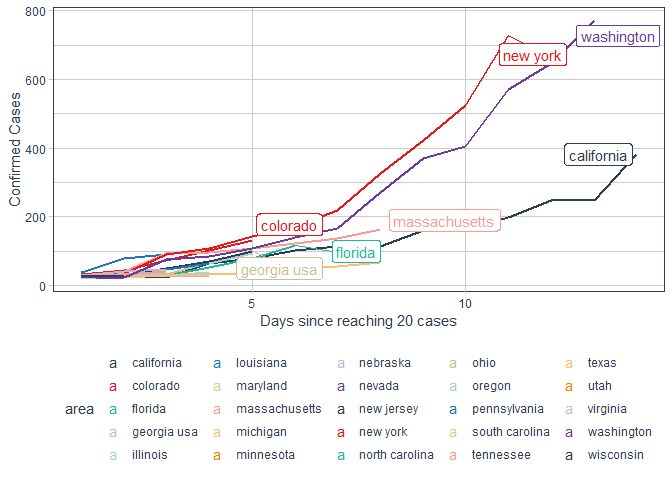 800
washington
new york
600
Confirmed Cases
400
california
200
colorado
massachusetts
florida
georgia usa
0
5 10
Days since reaching 20 cases
a california a louisiana a nebraska a ohio a texas
a colorado a maryland a nevada a oregon a utah
area a florida a massachusetts a new jersey a pennsylvania a virginia
a georgia usa a michigan a new york a south carolina a washington
a illinois a minnesota a north carolina a tennessee a wisconsin